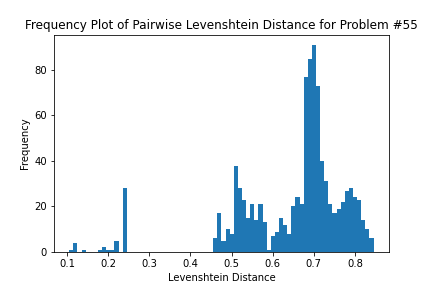 Frequency Plot of Pairwise Levenshtein Distance for Problem #55
80
60
40
20
0
Frequency
0.1 0.2 0.3 0.4 0.5 0.6 0.7 0.8
Levenshtein Distance